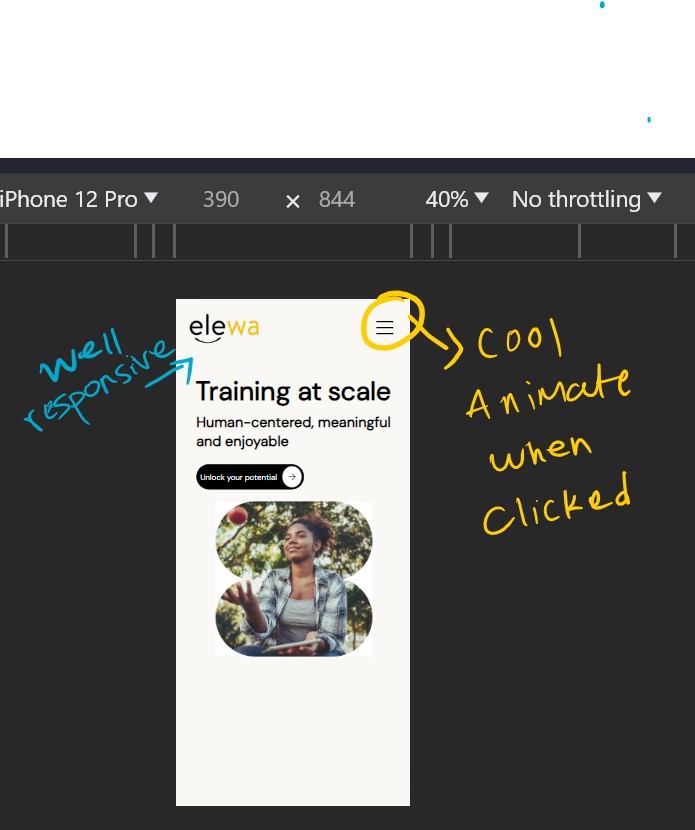 iPhone 12 Pro 390 × 844 40% No throttling
elewa
well
responsive
Cool
Animate
when
Clicked
Training at scale
Human-centered, meaningful
and enjoyable
Unlock your potential